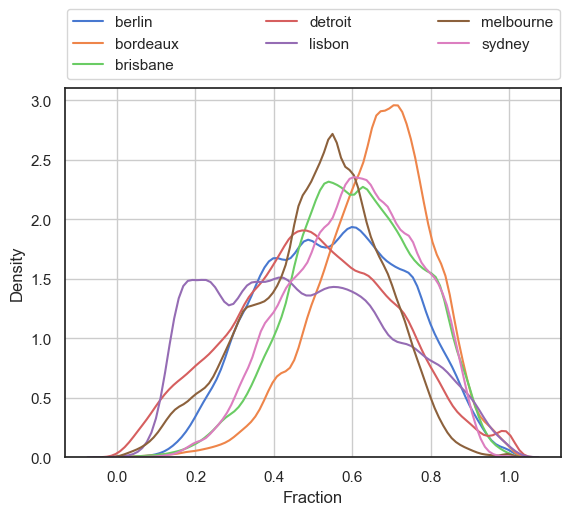 berlin
bordeaux
brisbane
detroit
lisbon
melbourne
sydney
3.0
2.5
2.0
1.5
1.0
0.5
0.0
Density
0.0 0.2 0.4 0.6 0.8 1.0
Fraction